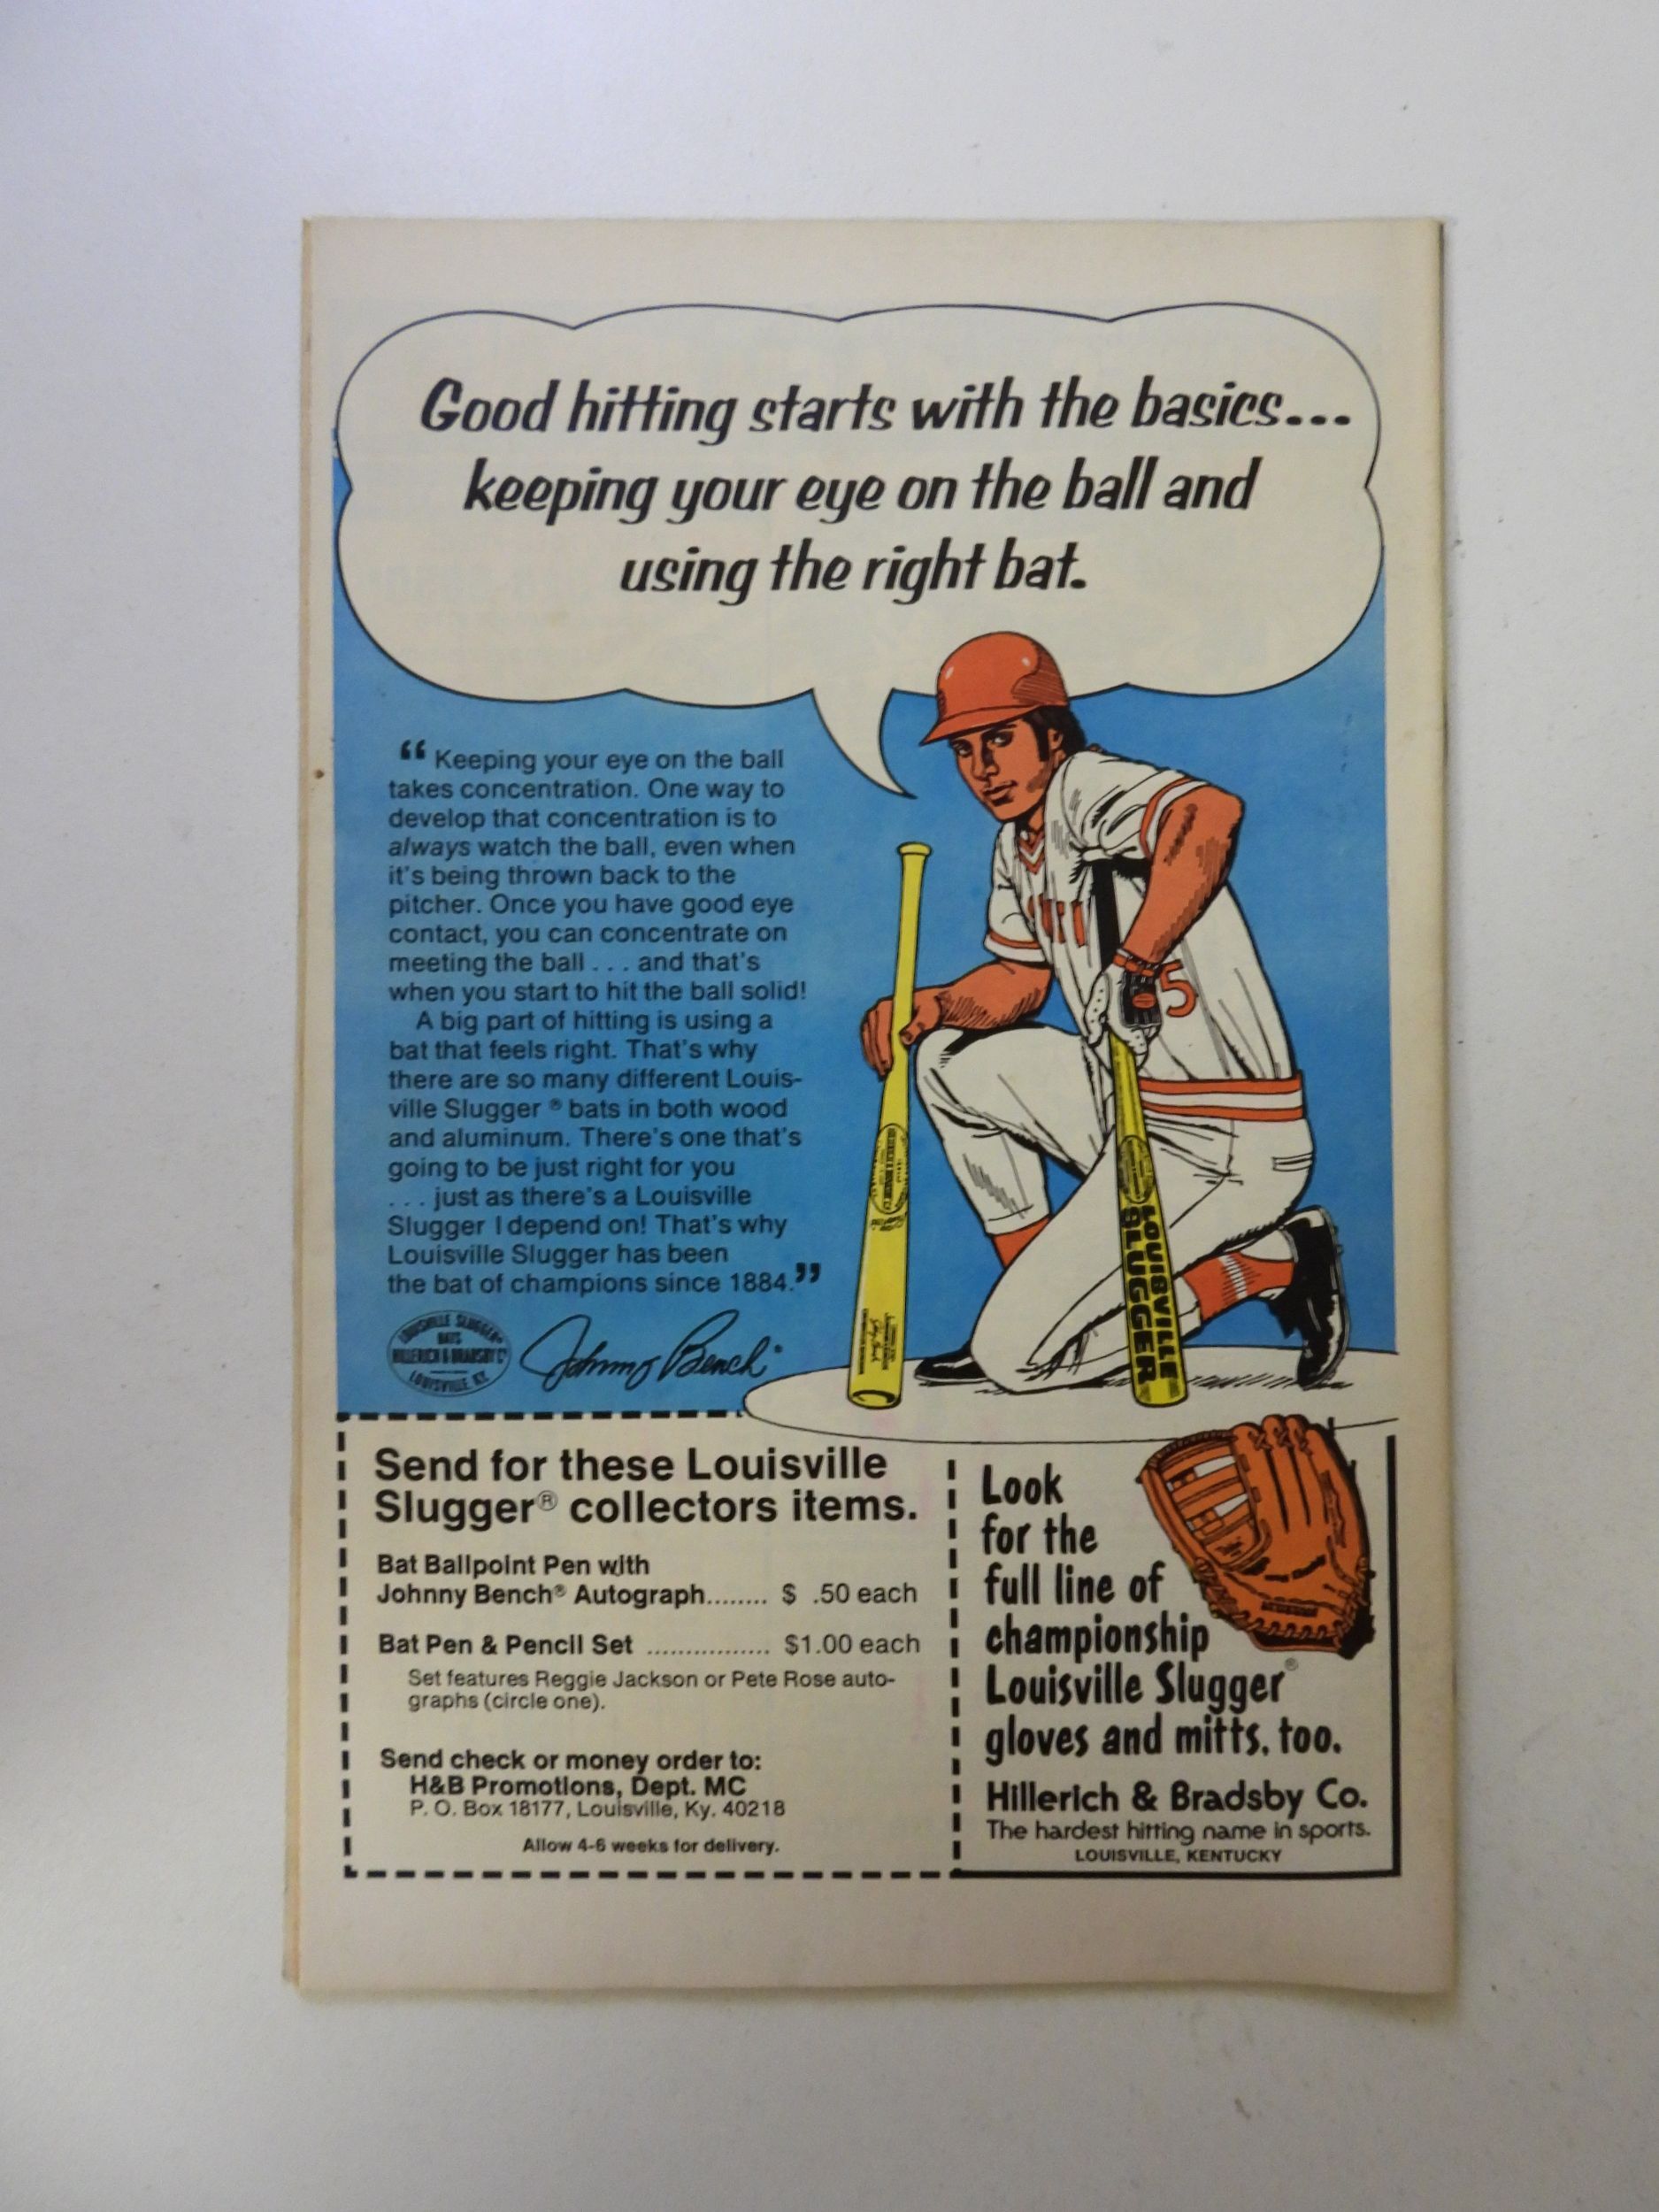 Good hitting starts with the basics...
keeping your eye on the ball and
using the right bat.
“ Keeping your eye on the ball
takes concentration. One way to
develop that concentration is to
always watch the ball, even when
it's being thrown back to the
pitcher. Once you have good eye
contact, you can concentrate on
meeting the ball . . . and that's
when you start to hit the ball solid!
A big part of hitting is using a
bat that feels right. That's why
there are so many different Louis-
ville Slugger ® bats in both wood
and aluminum. There's one that's
going to be just right for you
. . . just as there's a Louisville
Slugger I depend on! That's why
Louisville Slugger has been
the bat of champions since 1884.”
LOUISVILLE SLUGGER
BATS
HILLERICH & BRADSBY Co
LOUISVILLE, KY.
Johnny Bench
5
LOUISVILLE
SLUGGER
Send for these Louisville
Slugger® collectors items.
Bat Ballpoint Pen with
Johnny Bench® Autograph........ $ .50 each
Bat Pen & Pencil Set ................. $1.00 each
Set features Reggie Jackson or Pete Rose auto-
graphs (circle one).
Send check or money order to:
H&B Promotions, Dept. MC
P. O. Box 18177, Louisville, Ky. 40218
Allow 4-6 weeks for delivery.
Look
for the
full line of
championship
Louisville Slugger®
gloves and mitts, too.
Hillerich & Bradsby Co.
The hardest hitting name in sports.
LOUISVILLE, KENTUCKY